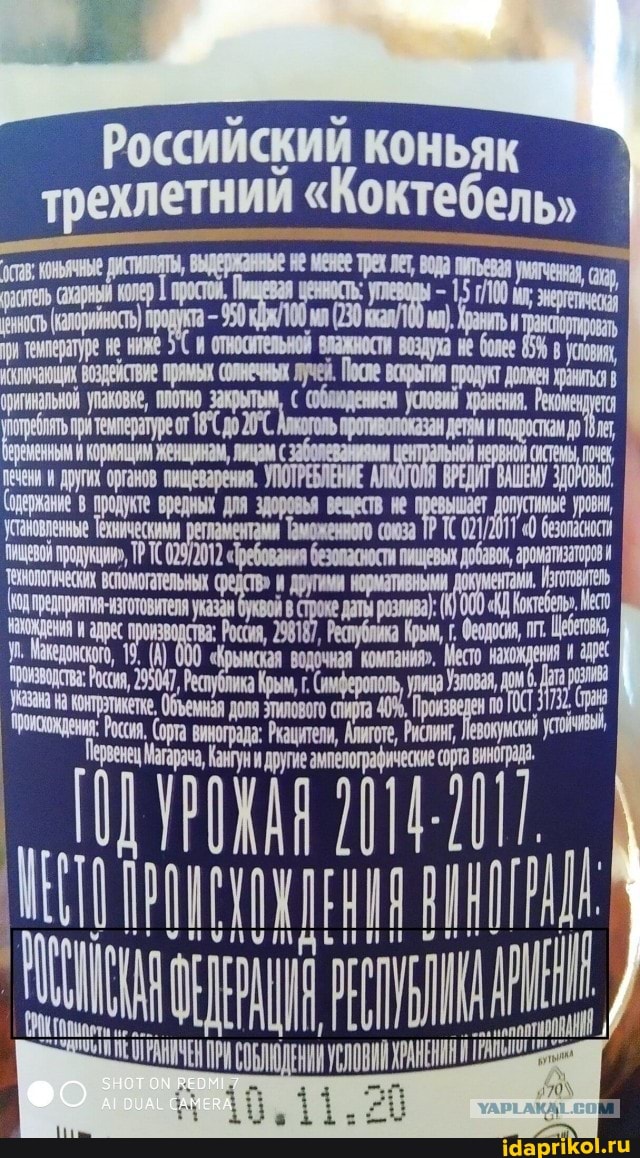 Российский коньяк
трехлетний «Коктебель»
Состав: коньячные дистилляты, выдержанные не менее трех лет, вода питьевая умягченная, сахар,
краситель сахарный колер I простой. Пищевая ценность: углеводы – 1,5 г/100 мл; энергетическая
ценность (калорийность) продукта – 950 кДж/100 мл (230 ккал/100 мл). Хранить и транспортировать
при температуре не ниже 5°С и относительной влажности воздуха не более 85% в условиях,
исключающих воздействие прямых солнечных лучей. После вскрытия продукт должен храниться в
оригинальной упаковке, плотно закрытым, с соблюдением условий хранения. Рекомендуется
употреблять при температуре от 18°С до 20°С. Алкоголь противопоказан детям и подросткам до 18 лет,
беременным и кормящим женщинам, лицам с заболеваниями центральной нервной системы, почек,
печени и других органов пищеварения. УПОТРЕБЛЕНИЕ АЛКОГОЛЯ ВРЕДИТ ВАШЕМУ ЗДОРОВЬЮ.
Содержание в продукте вредных для здоровья веществ не превышает допустимые уровни,
установленные Техническими регламентами Таможенного союза ТР ТС 021/2011 «О безопасности
пищевой продукции», ТР ТС 029/2012 «Требования безопасности пищевых добавок, ароматизаторов и
технологических вспомогательных средств» и другими нормативными документами. Изготовитель
(код предприятия-изготовителя указан буквой в строке даты розлива): (К) ООО «КД Коктебель». Место
нахождения и адрес производства: Россия, 298187, Республика Крым, г. Феодосия, пгт. Щебетовка,
ул. Македонского, 19. (А) ООО «Крымская водочная компания». Место нахождения и адрес
производства: Россия, 295047, Республика Крым, г. Симферополь, улица Узловая, дом 6. Дата розлива
указана на контрэтикетке. Объемная доля этилового спирта 40%. Произведен по ГОСТ 31732. Страна
происхождения: Россия. Сорта винограда: Ркацители, Алиготе, Рислинг, Левокумский устойчивый,
Первенец Магарача, Кангун и другие ампелографические сорта винограда.
ГОД УРОЖАЯ 2014-2017.
МЕСТО ПРОИСХОЖДЕНИЯ ВИНОГРАДА:
РОССИЙСКАЯ ФЕДЕРАЦИЯ, РЕСПУБЛИКА АРМЕНИЯ.
СРОК ГОДНОСТИ НЕ ОГРАНИЧЕН ПРИ СОБЛЮДЕНИИ УСЛОВИЙ ХРАНЕНИЯ И ТРАНСПОРТИРОВАНИЯ
БУТЫЛКА
70
SHOT ON REDMI 7
AI DUAL CAMERA
А 10.11.20
YAPLAKAL.COM
idaprikol.ru